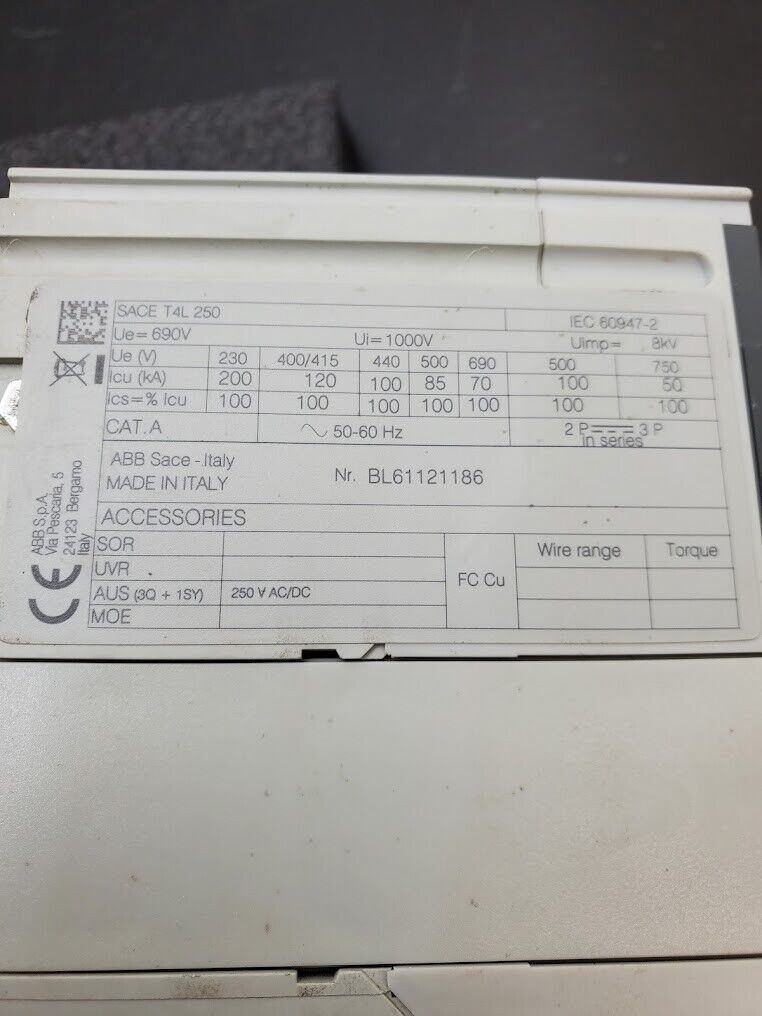 SACE T4L 250 IEC 60947-2
Ue= 690V Ui= 1000V Uimp= 8kV
Ue (V) 230 400/415 440 500 690 500 750
Icu (kA) 200 120 100 85 70 100 50
Ics=% Icu 100 100 100 100 100 100 100
CAT. A 50-60 Hz 2 P 3 P
in series
ABB Sace - Italy
MADE IN ITALY Nr. BL61121186
ABB S.p.A.
Via Pescaria, 5
24123 Bergamo
Italy
CE
ACCESSORIES
SOR
UVR
AUS (3Q + 1SY) 250 V AC/DC
MOE
FC Cu
Wire range Torque